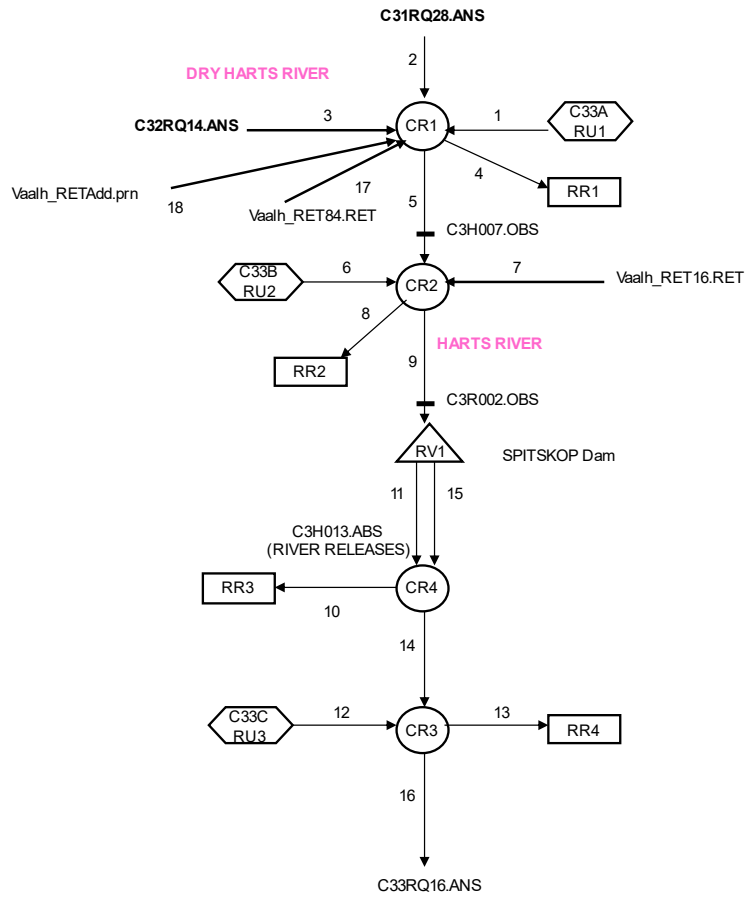 C31RQ28.ANS
2
DRY HARTS RIVER
3
C32RQ14.ANS
CR1
1
C33A
RU1
Vaalh_RETAdd.prn
18
17
Vaalh_RET84.RET
4
RR1
5
C3H007.OBS
C33B
RU2
6
CR2
7
Vaalh_RET16.RET
8
RR2
HARTS RIVER
9
C3R002.OBS
RV1
SPITSKOP Dam
11
15
C3H013.ABS
(RIVER RELEASES)
RR3
10
CR4
14
C33C
RU3
12
CR3
13
RR4
16
C33RQ16.ANS